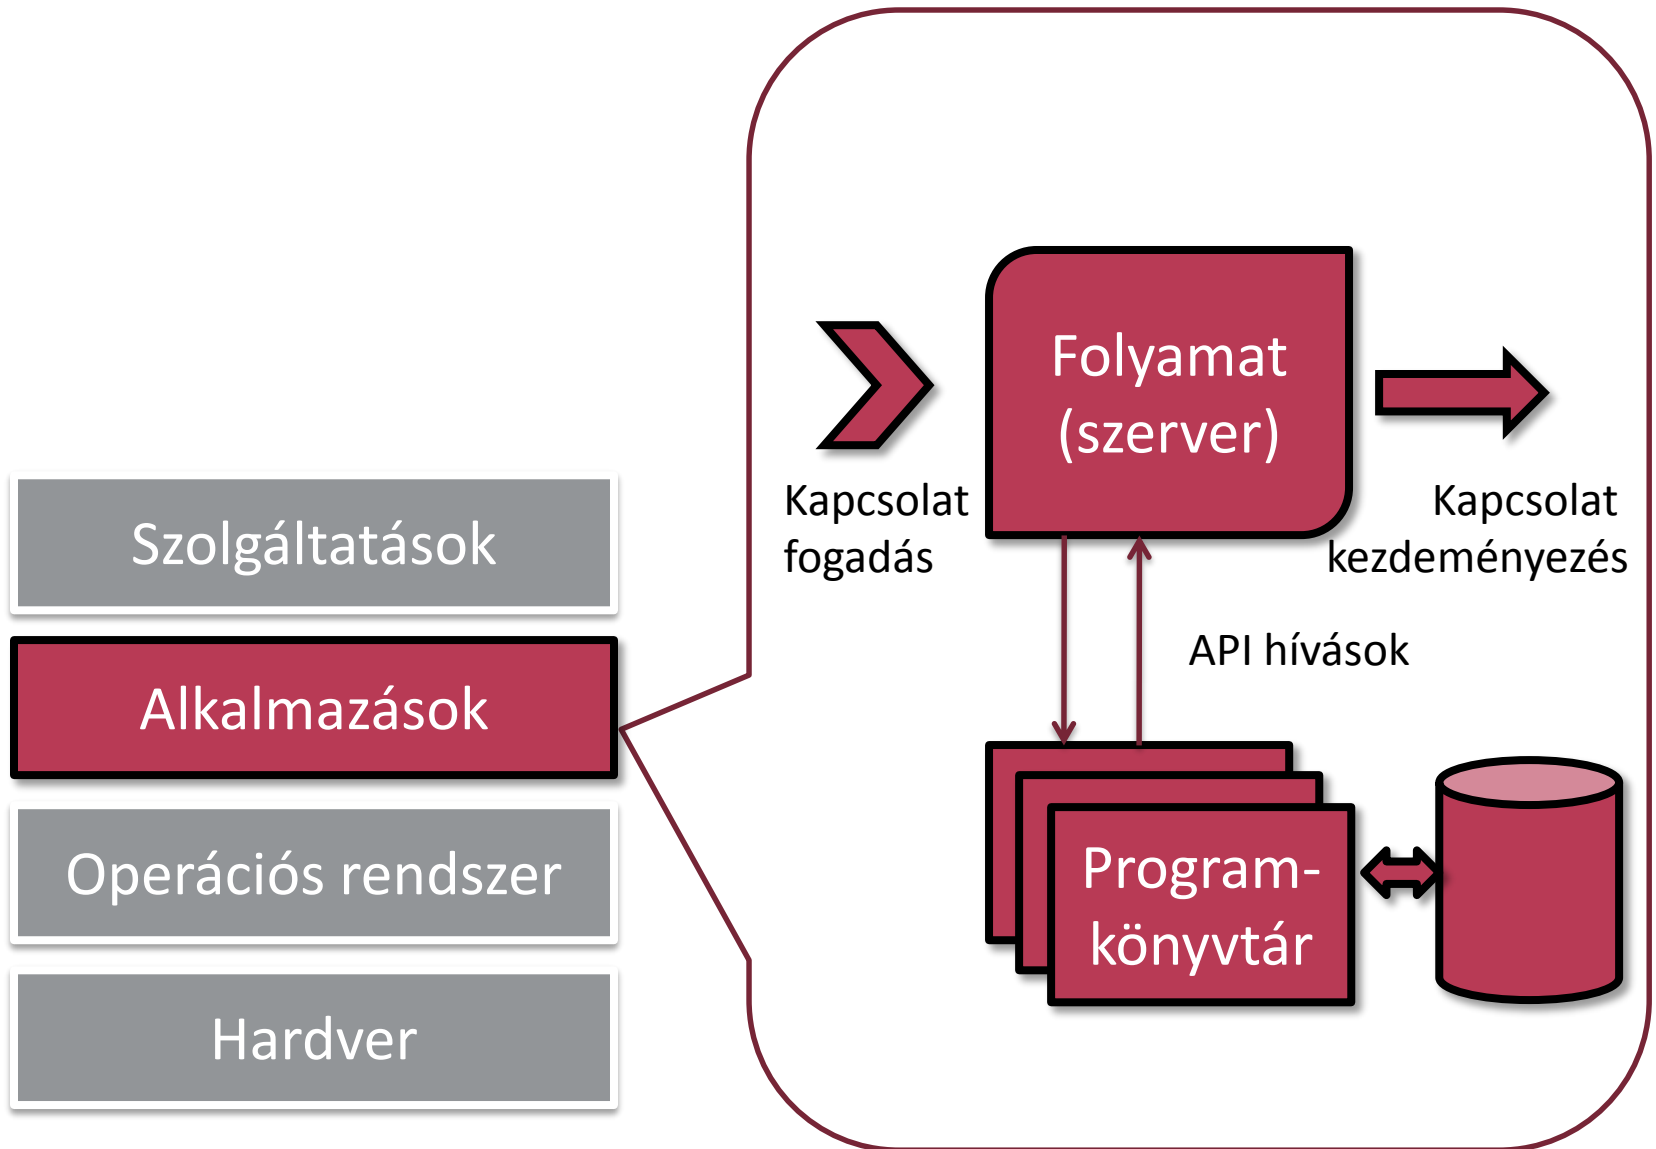 Szolgáltatások
Alkalmazások
Operációs rendszer
Hardver
Folyamat
(szerver)
Kapcsolat
fogadás
Kapcsolat
kezdeményezés
API hívások
Program-
könyvtár